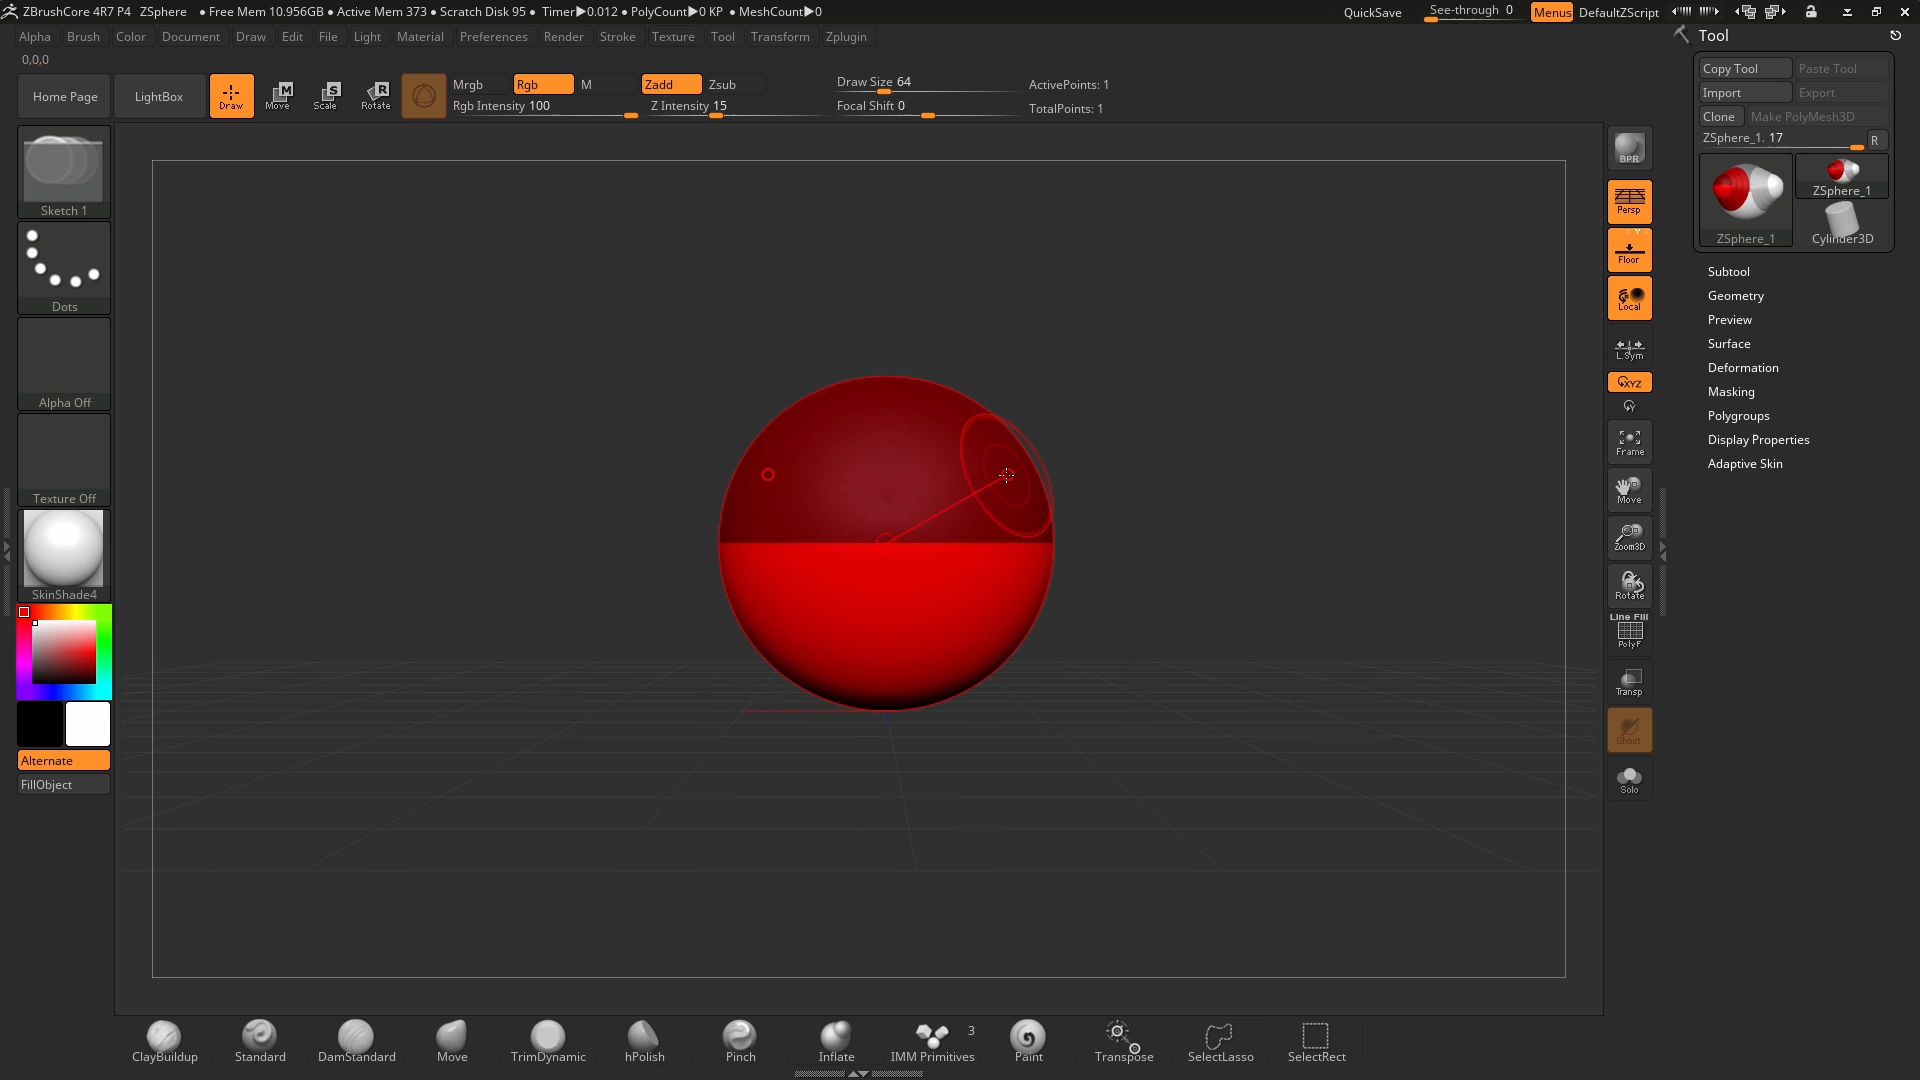 ZBrushCore 4R7 P4 ZSphere • Free Mem 10.956GB • Active Mem 373 • Scratch Disk 95 • Timer▶0.012 • PolyCount▶0 KP • MeshCount▶0 QuickSave See-through 0 Menus DefaultZScript
Alpha Brush Color Document Draw Edit File Light Material Preferences Render Stroke Texture Tool Transform Zplugin
0,0,0
Home Page LightBox Draw Move Scale Rotate
M S R
Mrgb Rgb M Zadd Zsub
Rgb Intensity 100 Z Intensity 15
Draw Size 64
Focal Shift 0
ActivePoints: 1
TotalPoints: 1
Sketch 1
Dots
Alpha Off
Texture Off
SkinShade4
Alternate
FillObject
BPR
Persp
Floor
Local
L.Sym
XYZ
Y
Frame
Move
Zoom3D
Rotate
Line Fill
PolyF
Transp
Ghost
Solo
Tool
Copy Tool Paste Tool
Import Export
Clone Make PolyMesh3D
ZSphere_1. 17 R
ZSphere_1
ZSphere_1 Cylinder3D
Subtool
Geometry
Preview
Surface
Deformation
Masking
Polygroups
Display Properties
Adaptive Skin
3
ClayBuildup Standard DamStandard Move TrimDynamic hPolish Pinch Inflate IMM Primitives Paint Transpose SelectLasso SelectRect